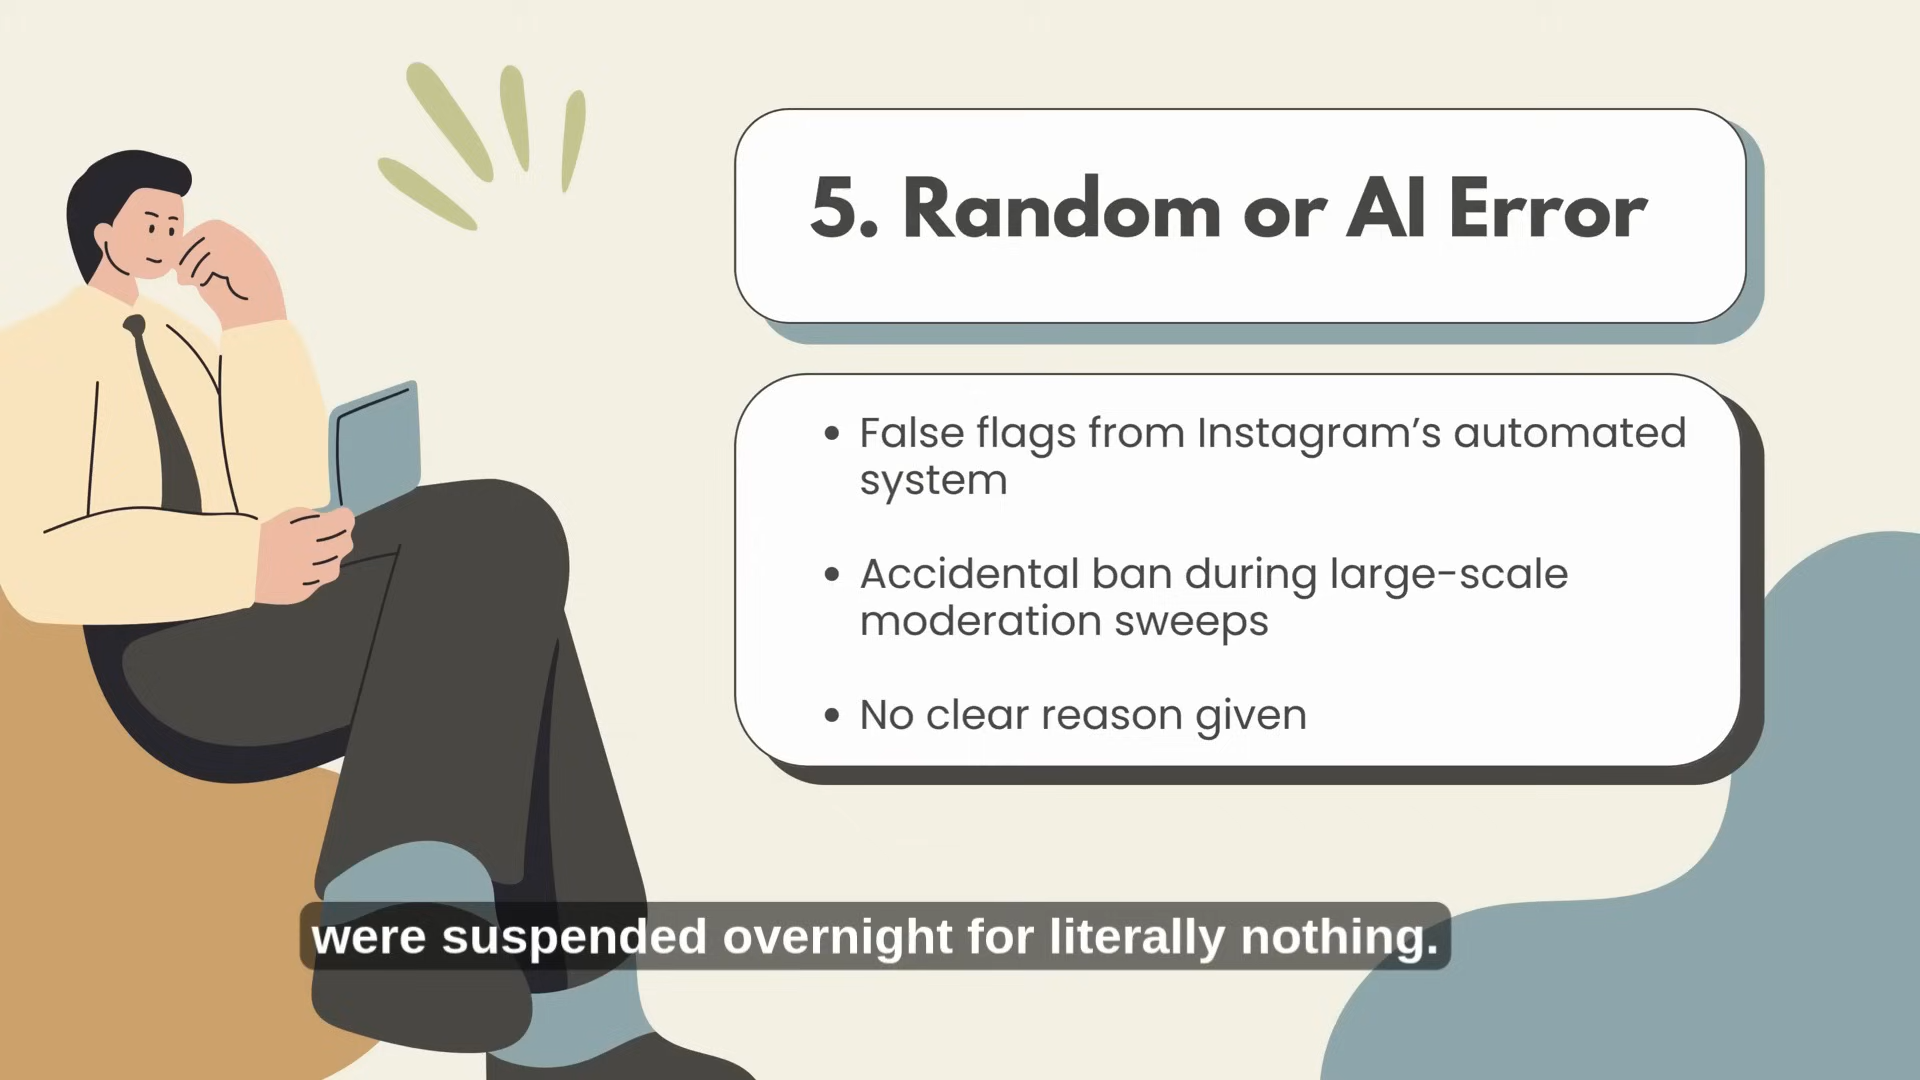 5. Random or AI Error
• False flags from Instagram’s automated
system
• Accidental ban during large-scale
moderation sweeps
• No clear reason given
were suspended overnight for literally nothing.